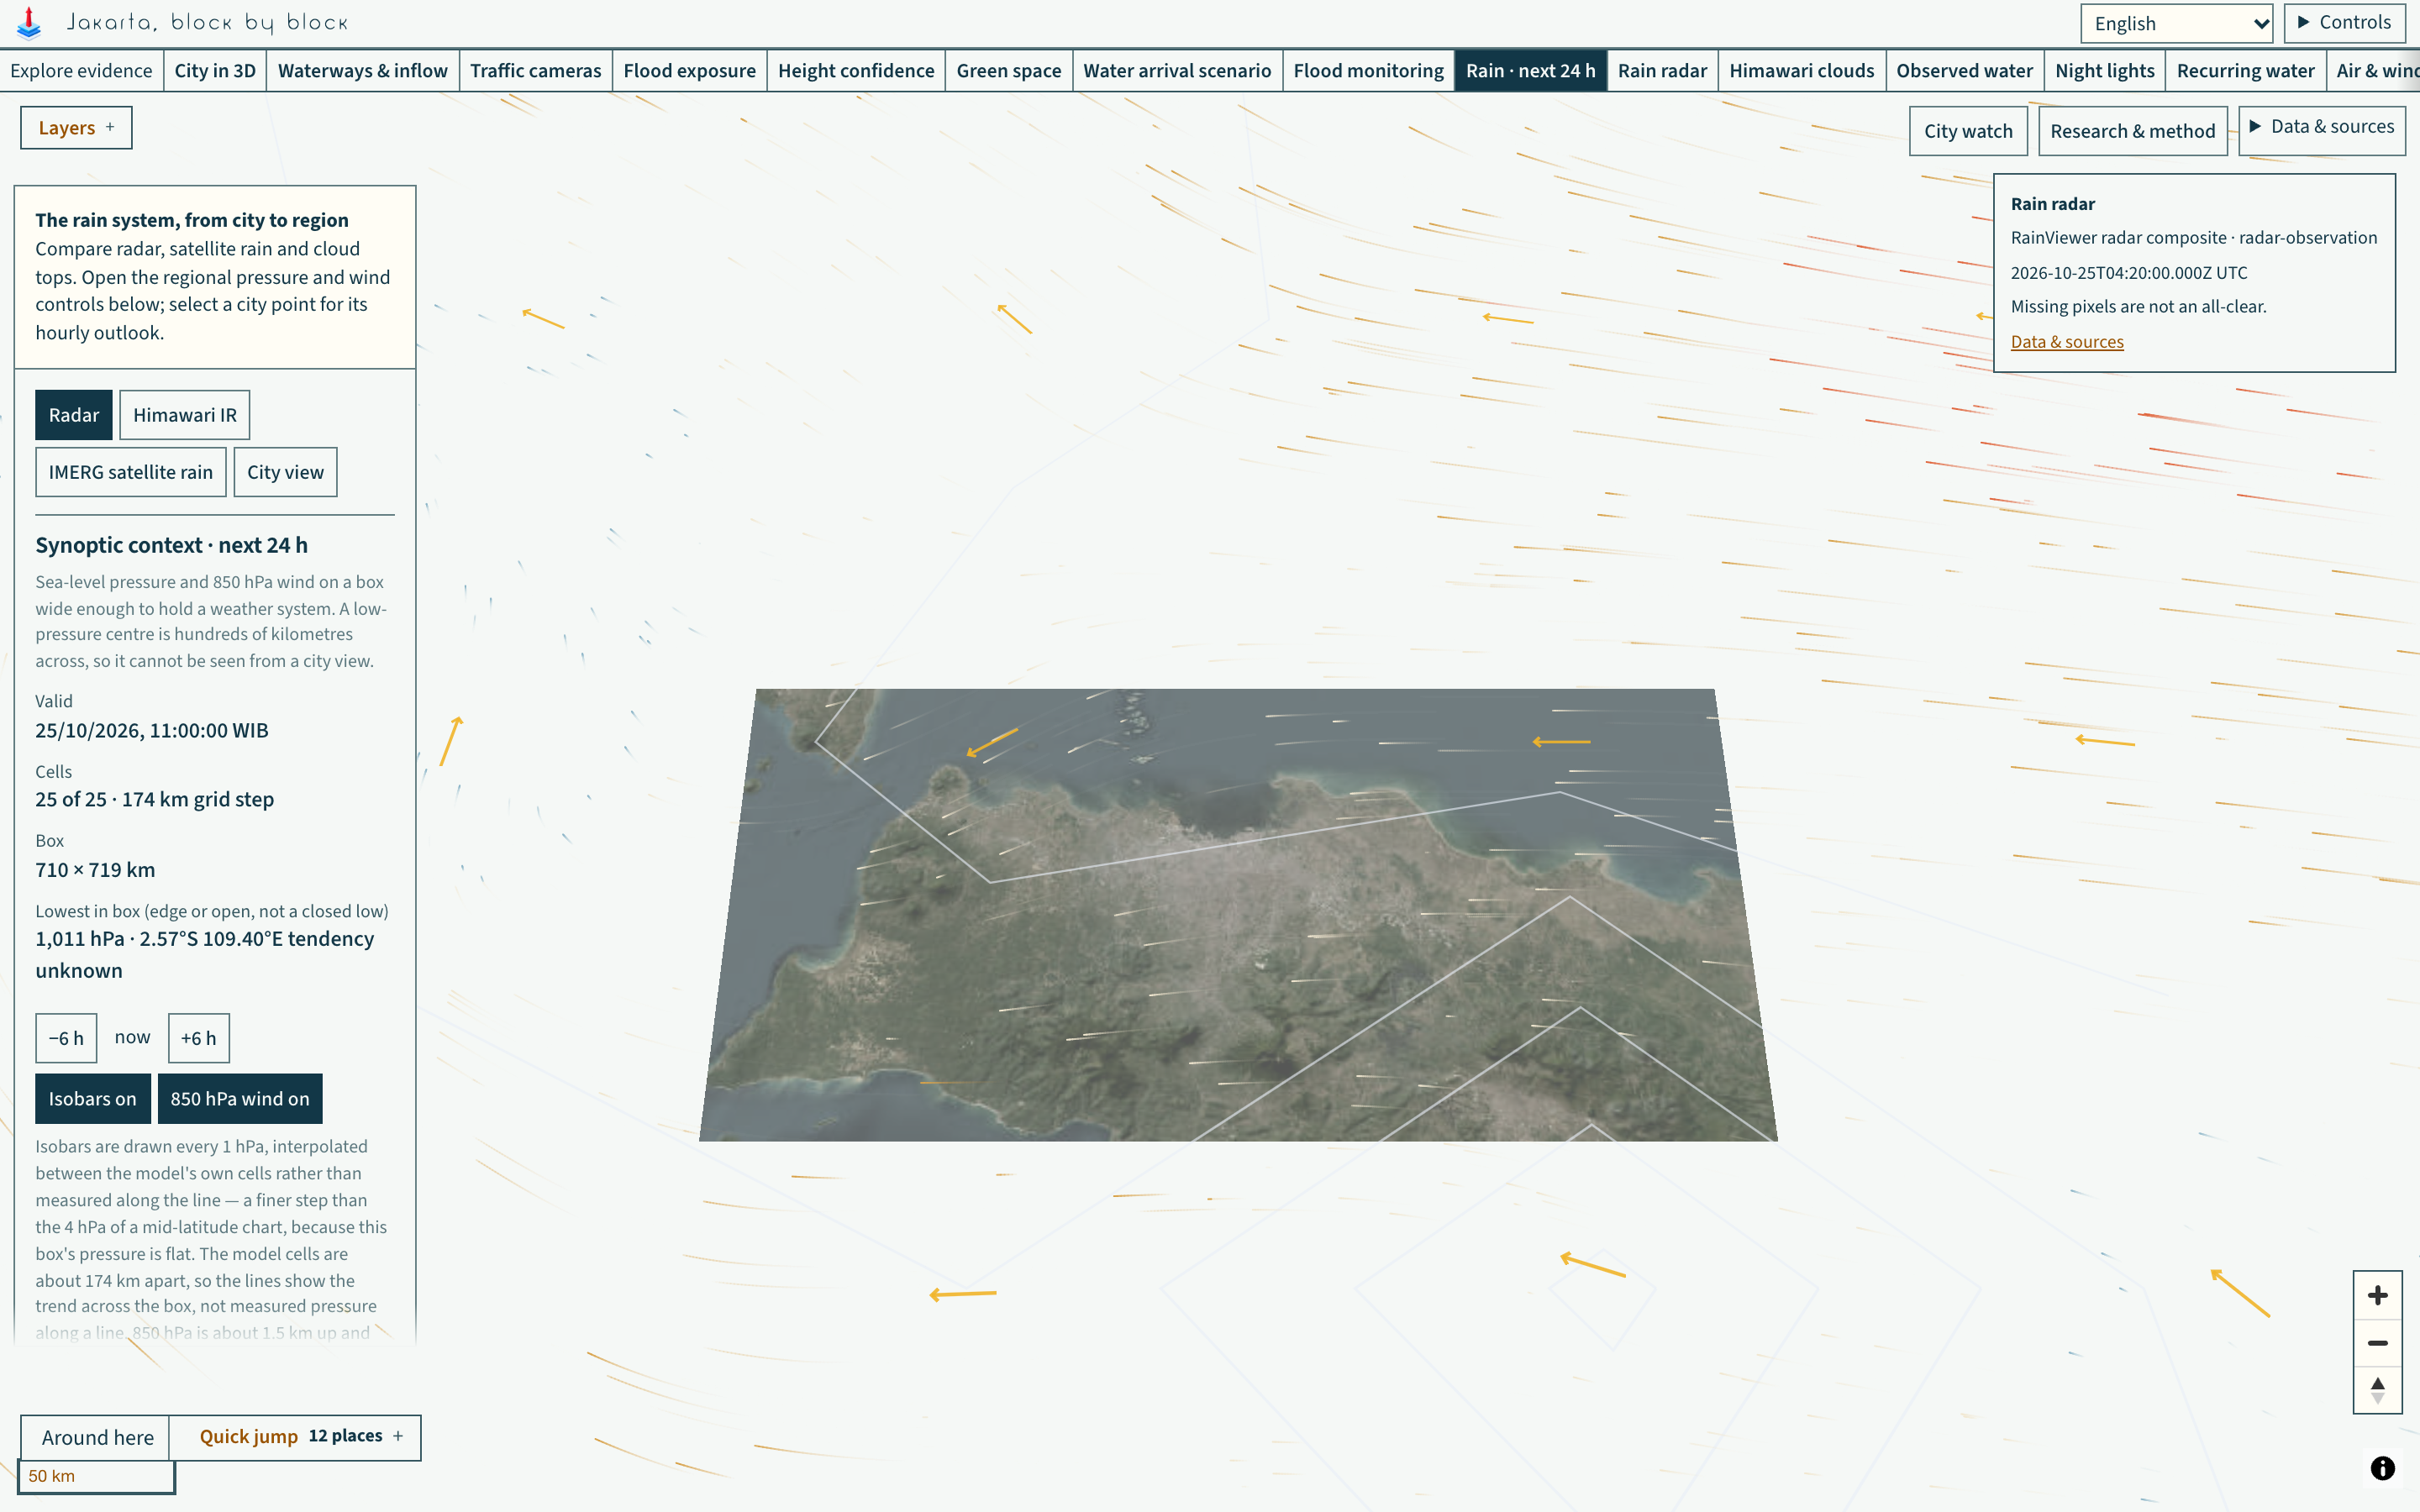 Jakarta, block by block
English
Controls
Explore evidence
City in 3D
Waterways & inflow
Traffic cameras
Flood exposure
Height confidence
Green space
Water arrival scenario
Flood monitoring
Rain · next 24 h
Rain radar
Himawari clouds
Observed water
Night lights
Recurring water
Air & wind
Layers +
City watch
Research & method
Data & sources
The rain system, from city to region
Compare radar, satellite rain and cloud
tops. Open the regional pressure and wind
controls below; select a city point for its
hourly outlook.
Radar
Himawari IR
IMERG satellite rain
City view
Rain radar
RainViewer radar composite · radar-observation
2026-10-25T04:20:00.000Z UTC
Missing pixels are not an all-clear.
Data & sources
Synoptic context · next 24 h
Sea-level pressure and 850 hPa wind on a box
wide enough to hold a weather system. A low-
pressure centre is hundreds of kilometres
across, so it cannot be seen from a city view.
Valid
25/10/2026, 11:00:00 WIB
Cells
25 of 25 · 174 km grid step
Box
710 × 719 km
Lowest in box (edge or open, not a closed low)
1,011 hPa · 2.57°S 109.40°E tendency
unknown
−6 h
now
+6 h
Isobars on
850 hPa wind on
Isobars are drawn every 1 hPa, interpolated
between the model's own cells rather than
measured along the line — a finer step than
the 4 hPa of a mid-latitude chart, because this
box's pressure is flat. The model cells are
about 174 km apart, so the lines show the
trend across the box, not measured pressure
along a line. 850 hPa is about 1.5 km up and
Around here
Quick jump 12 places +
50 km